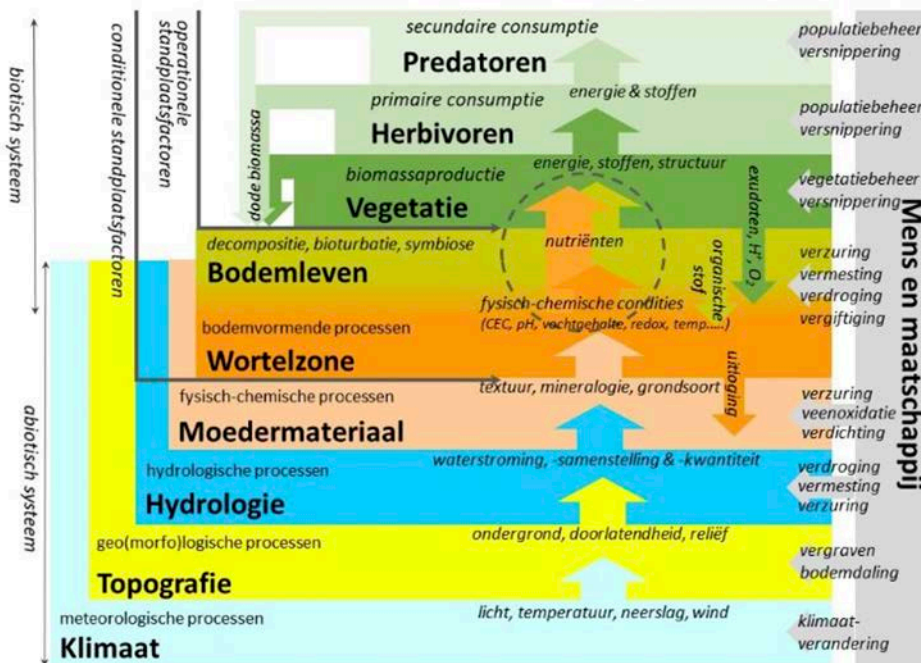 biotisch systeem
abiotisch systeem
conditionele standplaatsfactoren
operationele
standplaatsfactoren
secundaire consumptie
Predatoren
energie & stoffen
populatiebeheer
versnippering
primaire consumptie
Herbivoren
energie, stoffen, structuur
populatiebeheer
versnippering
dode biomassa
biomassaproductie
Vegetatie
vegetatiebeheer
versnippering
exudaten, H⁺, O₂
decompositie, bioturbatie, symbiose
Bodemleven
nutriënten
organische
stof
fysisch-chemische condities
(CEC, pH, vochtgehalte, redox, temp.....)
verzuring
vermesting
verdroging
vergiftiging
bodemvormende processen
Wortelzone
textuur, mineralogie, grondsoort
uitloging
fysisch-chemische processen
Moedermateriaal
waterstroming, -samenstelling & -kwantiteit
verzuring
veenoxidatie
verdichting
hydrologische processen
Hydrologie
ondergrond, doorlatendheid, reliëf
verdroging
vermesting
verzuring
geo(morfo)logische processen
Topografie
licht, temperatuur, neerslag, wind
vergraven
bodemdaling
meteorologische processen
Klimaat
klimaat-
verandering
Mens en maatschappij